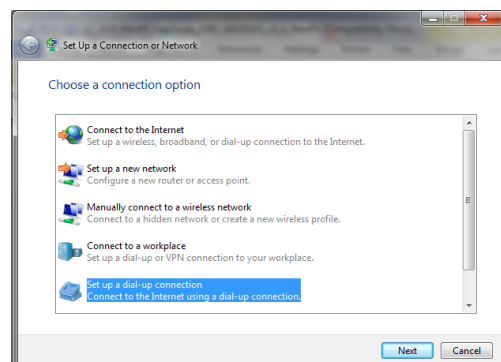 Set Up a Connection or Network
Choose a connection option
Connect to the Internet
Set up a wireless, broadband, or dial-up connection to the Internet.
Set up a new network
Configure a new router or access point.
Manually connect to a wireless network
Connect to a hidden network or create a new wireless profile.
Connect to a workplace
Set up a dial-up or VPN connection to your workplace.
Set up a dial-up connection
Connect to the Internet using a dial-up connection.
Next
Cancel